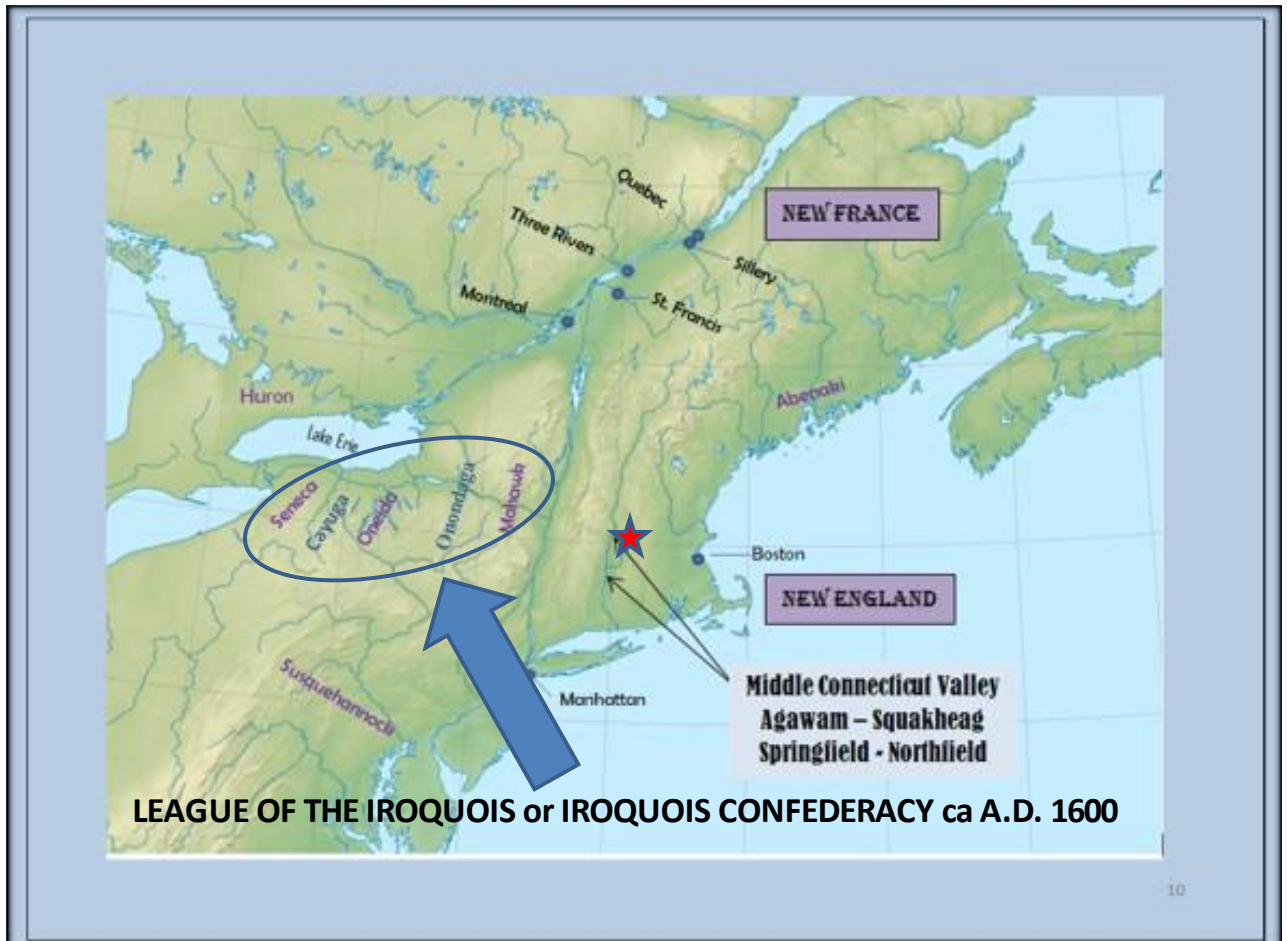 Quebec
NEW FRANCE
Three Rivers
Sillery
Montreal
St. Francis
Huron
Abenaki
Lake Erie
Seneca
Cayuga
Oneida
Onondaga
Mohawk
Boston
NEW ENGLAND
Susquehannock
Manhattan
Middle Connecticut Valley
Agawam – Squakheag
Springfield - Northfield
LEAGUE OF THE IROQUOIS or IROQUOIS CONFEDERACY ca A.D. 1600
10